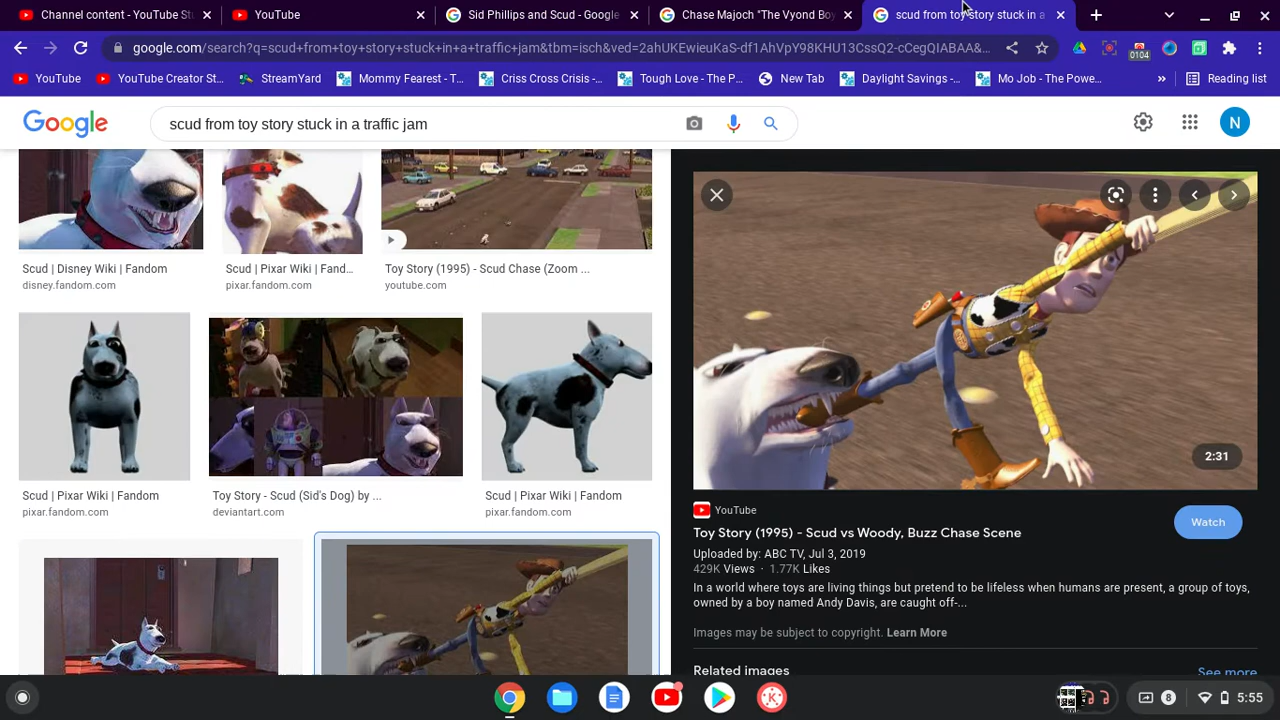 Channel content - YouTube St
YouTube
Sid Phillips and Scud - Google
Chase Majoch "The Vyond Boy
scud from toy story stuck in a
google.com/search?q=scud+from+toy+story+stuck+in+a+traffic+jam&tbm=isch&ved=2ahUKEwieuKaS-df1AhVpY98KHU13CssQ2-cCegQIABAA&...
0104
YouTube
YouTube Creator St...
StreamYard
Mommy Fearest - T...
Criss Cross Crisis -...
Tough Love - The P...
New Tab
Daylight Savings -...
Mo Job - The Powe...
»
Reading list
Google
scud from toy story stuck in a traffic jam
N
Scud | Disney Wiki | Fandom
disney.fandom.com
Scud | Pixar Wiki | Fand...
pixar.fandom.com
Toy Story (1995) - Scud Chase (Zoom ...
youtube.com
Scud | Pixar Wiki | Fandom
pixar.fandom.com
Toy Story - Scud (Sid's Dog) by ...
deviantart.com
Scud | Pixar Wiki | Fandom
pixar.fandom.com
2:31
YouTube
Toy Story (1995) - Scud vs Woody, Buzz Chase Scene
Watch
Uploaded by: ABC TV, Jul 3, 2019
429K Views · 1.77K Likes
In a world where toys are living things but pretend to be lifeless when humans are present, a group of toys,
owned by a boy named Andy Davis, are caught off-...
Images may be subject to copyright. Learn More
Related images
See more
8
5:55